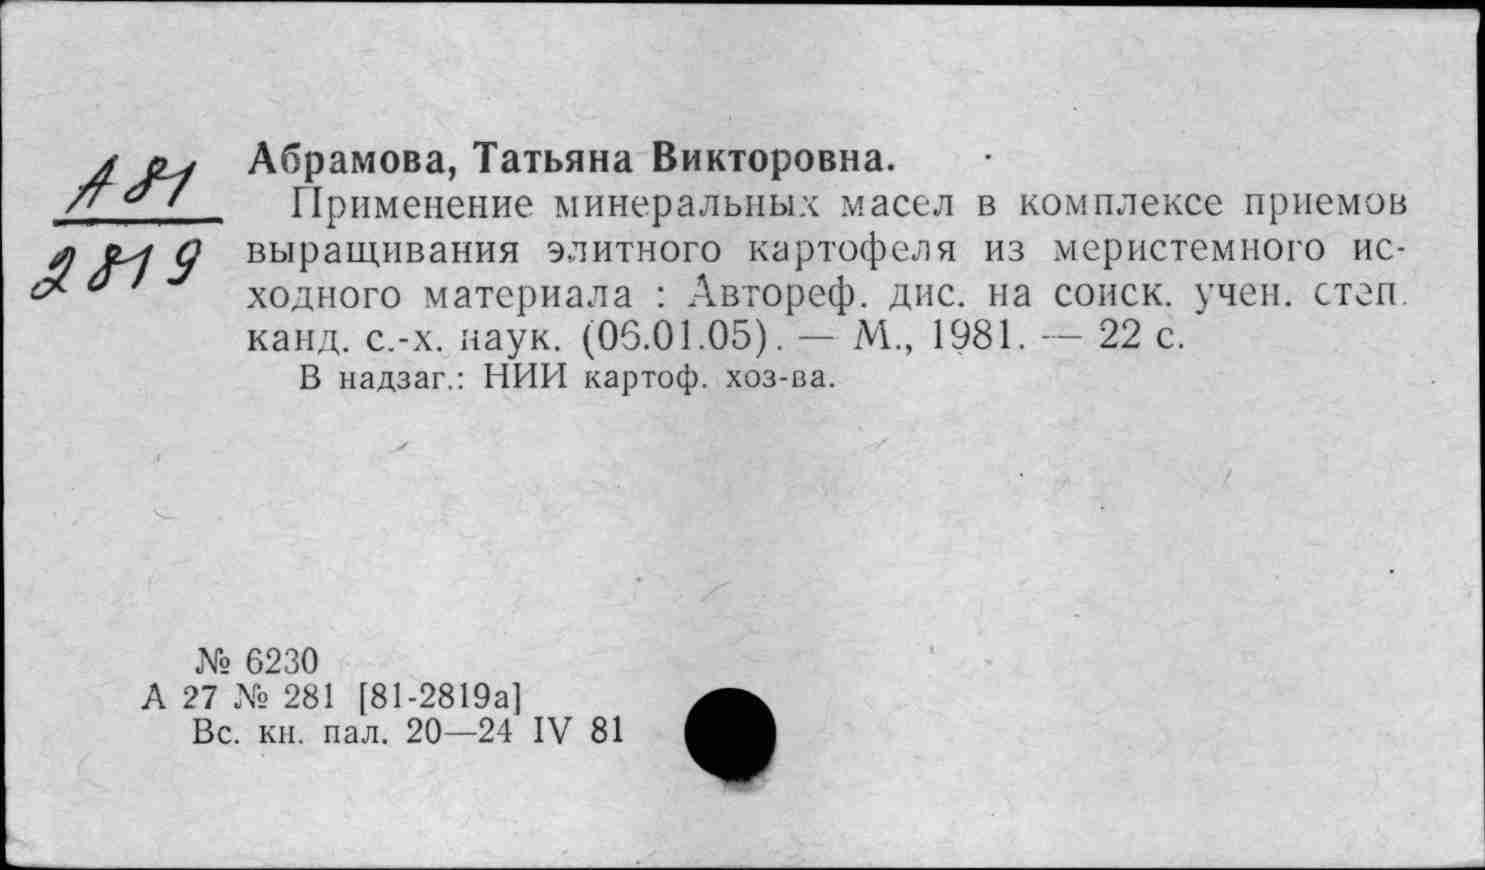 А81
2819
Абрамова, Татьяна Викторовна.
Применение минеральных масел в комплексе приемов
выращивания элитного картофеля из меристемного ис-
ходного материала : Автореф. дис. на соиск. учен. степ.
канд. с.-х. наук. (06.01.05). — М., 1981. — 22 с.
В надзаг.: НИИ картоф. хоз-ва.
№ 6230
А 27 № 281 [81-2819а]
Вс. кн. пал. 20—24 IV 81